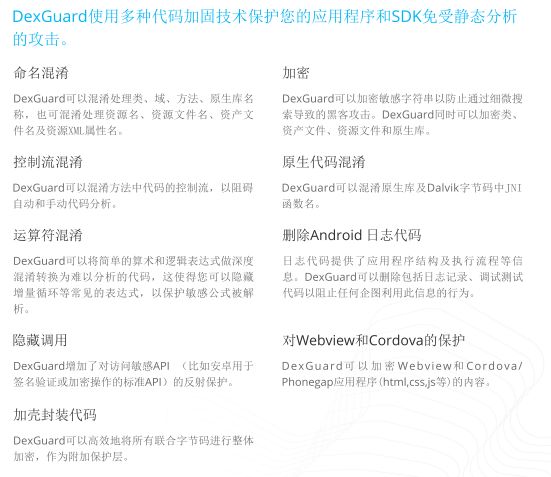 DexGuard使用多种代码加固技术保护您的应用程序和SDK免受静态分析
的攻击。
命名混淆
DexGuard可以混淆处理类、域、方法、原生库名
称，也可混淆处理资源名、资源文件名、资产文
件名及资源XML属性名。
控制流混淆
DexGuard可以混淆方法中代码的控制流，以阻碍
自动和手动代码分析。
运算符混淆
DexGuard可以将简单的算术和逻辑表达式做深度
混淆转换为难以分析的代码，这使得您可以隐藏
增量循环等常见的表达式，以保护敏感公式被解
析。
隐藏调用
DexGuard增加了对访问敏感API （比如安卓用于
签名验证或加密操作的标准API）的反射保护。
加壳封装代码
DexGuard可以高效地将所有联合字节码进行整体
加密，作为附加保护层。
加密
DexGuard可以加密敏感字符串以防止通过细微搜
索导致的黑客攻击。DexGuard同时可以加密类、
资产文件、资源文件和原生库。
原生代码混淆
DexGuard可以混淆原生库及Dalvik字节码中JNI
函数名。
删除Android 日志代码
日志代码提供了应用程序结构及执行流程等信
息。DexGuard可以删除包括日志记录、调试测试
代码以阻止任何企图利用此信息的行为。
对Webview和Cordova的保护
DexGuard可以加密Webview和Cordova/
Phonegap应用程序(html,css,js等)的内容。